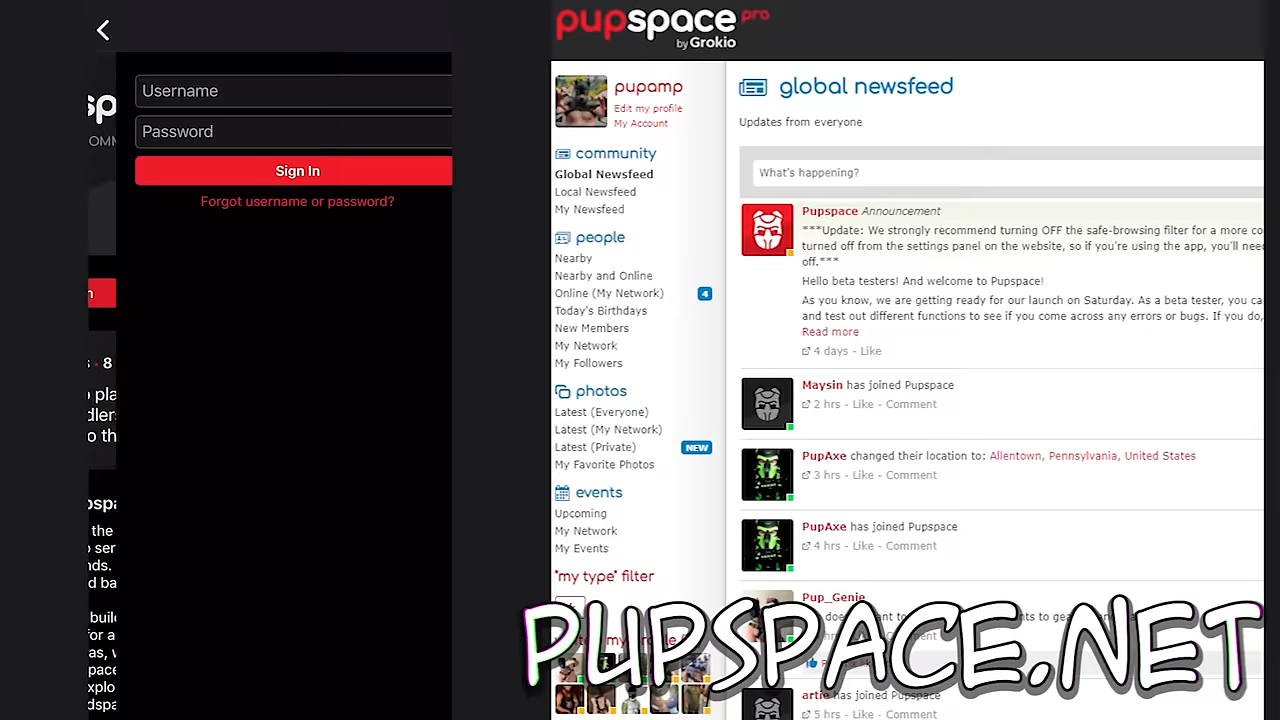 Username
Password
Sign In
Forgot username or password?
pupspace pro
by Grokio
pupamp
Edit my profile
My Account
community
Global Newsfeed
Local Newsfeed
My Newsfeed
people
Nearby
Nearby and Online
Online (My Network) 4
Today's Birthdays
New Members
My Network
My Followers
photos
Latest (Everyone)
Latest (My Network)
Latest (Private) NEW
My Favorite Photos
events
Upcoming
My Network
My Events
"my type" filter
global newsfeed
Updates from everyone
What's happening?
Pupspace Announcement
***Update: We strongly recommend turning OFF the safe-browsing filter for a more
turned off from the settings panel on the website, so if you're using the app, you'll
off.***
Hello beta testers! And welcome to Pupspace!
As you know, we are getting ready for our launch on Saturday. As a beta tester, you
and test out different functions to see if you come across any errors or bugs. If you do,
Read more
4 days - Like
Maysin has joined Pupspace
2 hrs - Like - Comment
PupAxe changed their location to: Allentown, Pennsylvania, United States
3 hrs - Like - Comment
PupAxe has joined Pupspace
4 hrs - Like - Comment
Pup_Genie
PUPSPACE.NET
artie has joined Pupspace
5 hrs - Like - Comment